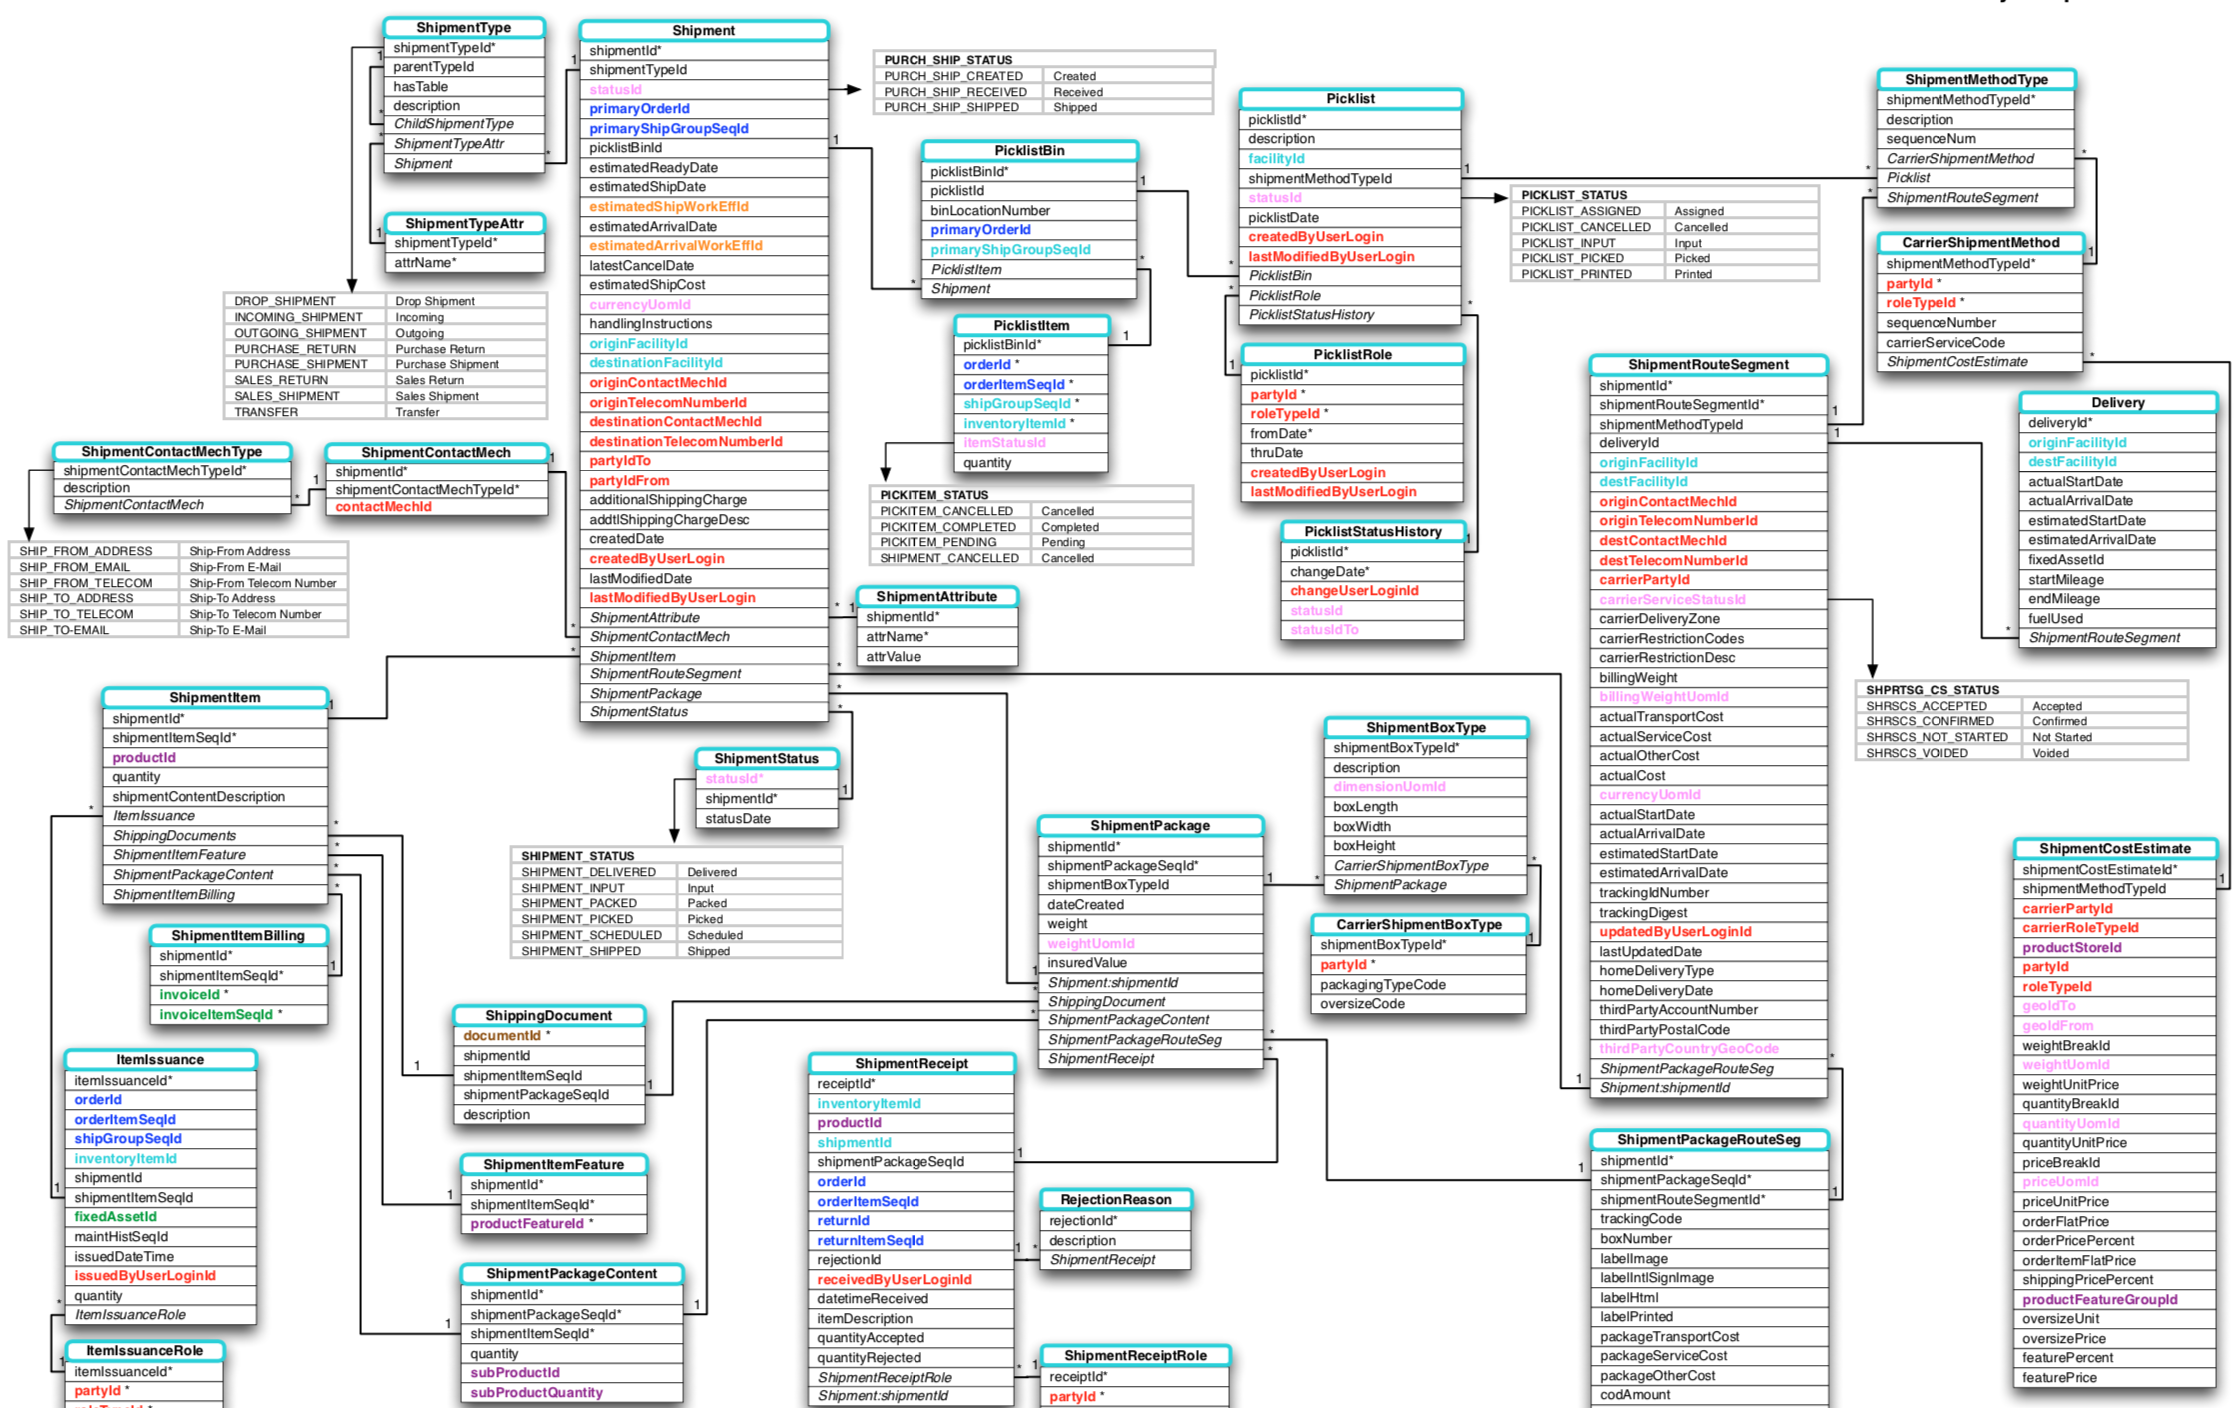 ShipmentType
shipmentTypeId*
parentTypeId
hasTable
description
ChildShipmentType
ShipmentTypeAttr
Shipment
ShipmentTypeAttr
shipmentTypeId*
attrName*
DROP_SHIPMENT Drop Shipment
INCOMING_SHIPMENT Incoming
OUTGOING_SHIPMENT Outgoing
PURCHASE_RETURN Purchase Return
PURCHASE_SHIPMENT Purchase Shipment
SALES_RETURN Sales Return
SALES_SHIPMENT Sales Shipment
TRANSFER Transfer
Shipment
shipmentId*
shipmentTypeId
statusId
primaryOrderId
primaryShipGroupSeqId
picklistBinId
estimatedReadyDate
estimatedShipDate
estimatedShipWorkEffId
estimatedArrivalDate
estimatedArrivalWorkEffId
latestCancelDate
estimatedShipCost
currencyUomId
handlingInstructions
originFacilityId
destinationFacilityId
originContactMechId
originTelecomNumberId
destinationContactMechId
destinationTelecomNumberId
partyIdTo
partyIdFrom
additionalShippingCharge
addtlShippingChargeDesc
createdDate
createdByUserLogin
lastModifiedDate
lastModifiedByUserLogin
ShipmentAttribute
ShipmentContactMech
ShipmentItem
ShipmentRouteSegment
ShipmentPackage
ShipmentStatus
PURCH_SHIP_STATUS
PURCH_SHIP_CREATED Created
PURCH_SHIP_RECEIVED Received
PURCH_SHIP_SHIPPED Shipped
PicklistBin
picklistBinId*
picklistId
binLocationNumber
primaryOrderId
primaryShipGroupSeqId
PicklistItem
Shipment
PicklistItem
picklistBinId*
orderId *
orderItemSeqId *
shipGroupSeqId *
inventoryItemId *
itemStatusId
quantity
PICKITEM_STATUS
PICKITEM_CANCELLED Cancelled
PICKITEM_COMPLETED Completed
PICKITEM_PENDING Pending
SHIPMENT_CANCELLED Cancelled
ShipmentAttribute
shipmentId*
attrName*
attrValue
Picklist
picklistId*
description
facilityId
shipmentMethodTypeId
statusId
picklistDate
createdByUserLogin
lastModifiedByUserLogin
PicklistBin
PicklistRole
PicklistStatusHistory
PicklistRole
picklistId*
partyId *
roleTypeId *
fromDate*
thruDate
createdByUserLogin
lastModifiedByUserLogin
PicklistStatusHistory
picklistId*
changeDate*
changeUserLoginId
statusId
statusIdTo
PICKLIST_STATUS
PICKLIST_ASSIGNED Assigned
PICKLIST_CANCELLED Cancelled
PICKLIST_INPUT Input
PICKLIST_PICKED Picked
PICKLIST_PRINTED Printed
ShipmentMethodType
shipmentMethodTypeId*
description
sequenceNum
CarrierShipmentMethod
Picklist
ShipmentRouteSegment
CarrierShipmentMethod
shipmentMethodTypeId*
partyId *
roleTypeId *
sequenceNumber
carrierServiceCode
ShipmentCostEstimate
ShipmentRouteSegment
shipmentId*
shipmentRouteSegmentId*
shipmentMethodTypeId
deliveryId
originFacilityId
destFacilityId
originContactMechId
originTelecomNumberId
destContactMechId
destTelecomNumberId
carrierPartyId
carrierServiceStatusId
carrierDeliveryZone
carrierRestrictionCodes
carrierRestrictionDesc
billingWeight
billingWeightUomId
actualTransportCost
actualServiceCost
actualOtherCost
actualCost
currencyUomId
actualStartDate
actualArrivalDate
estimatedStartDate
estimatedArrivalDate
trackingIdNumber
trackingDigest
updatedByUserLoginId
lastUpdatedDate
homeDeliveryType
homeDeliveryDate
thirdPartyAccountNumber
thirdPartyPostalCode
thirdPartyCountryGeoCode
ShipmentPackageRouteSeg
Shipment:shipmentId
Delivery
deliveryId*
originFacilityId
destFacilityId
actualStartDate
actualArrivalDate
estimatedStartDate
estimatedArrivalDate
fixedAssetId
startMileage
endMileage
fuelUsed
ShipmentRouteSegment
SHPRTSG_CS_STATUS
SHRSCS_ACCEPTED Accepted
SHRSCS_CONFIRMED Confirmed
SHRSCS_NOT_STARTED Not Started
SHRSCS_VOIDED Voided
ShipmentContactMechType
shipmentContactMechTypeId*
description
ShipmentContactMech
ShipmentContactMech
shipmentId*
shipmentContactMechTypeId*
contactMechId
SHIP_FROM_ADDRESS Ship-From Address
SHIP_FROM_EMAIL Ship-From E-Mail
SHIP_FROM_TELECOM Ship-From Telecom Number
SHIP_TO_ADDRESS Ship-To Address
SHIP_TO_TELECOM Ship-To Telecom Number
SHIP_TO-EMAIL Ship-To E-Mail
ShipmentItem
shipmentId*
shipmentItemSeqId*
productId
quantity
shipmentContentDescription
ItemIssuance
ShippingDocuments
ShipmentItemFeature
ShipmentPackageContent
ShipmentItemBilling
ShipmentItemBilling
shipmentId*
shipmentItemSeqId*
invoiceId *
invoiceItemSeqId *
ItemIssuance
itemIssuanceId*
orderId
orderItemSeqId
shipGroupSeqId
inventoryItemId
shipmentId
shipmentItemSeqId
fixedAssetId
maintHistSeqId
issuedDateTime
issuedByUserLoginId
quantity
ItemIssuanceRole
ItemIssuanceRole
itemIssuanceId*
partyId *
ShipmentStatus
statusId*
shipmentId*
statusDate
SHIPMENT_STATUS
SHIPMENT_DELIVERED Delivered
SHIPMENT_INPUT Input
SHIPMENT_PACKED Packed
SHIPMENT_PICKED Picked
SHIPMENT_SCHEDULED Scheduled
SHIPMENT_SHIPPED Shipped
ShippingDocument
documentId *
shipmentId
shipmentItemSeqId
shipmentPackageSeqId
description
ShipmentItemFeature
shipmentId*
shipmentItemSeqId*
productFeatureId *
ShipmentPackageContent
shipmentId*
shipmentPackageSeqId*
shipmentItemSeqId*
quantity
subProductId
subProductQuantity
ShipmentReceipt
receiptId*
inventoryItemId
productId
shipmentId
shipmentPackageSeqId
orderId
orderItemSeqId
returnId
returnItemSeqId
rejectionId
receivedByUserLoginId
datetimeReceived
itemDescription
quantityAccepted
quantityRejected
ShipmentReceiptRole
Shipment:shipmentId
ShipmentPackage
shipmentId*
shipmentPackageSeqId*
shipmentBoxTypeId
dateCreated
weight
weightUomId
insuredValue
Shipment:shipmentId
ShippingDocument
ShipmentPackageContent
ShipmentPackageRouteSeg
ShipmentReceipt
RejectionReason
rejectionId*
description
ShipmentReceipt
ShipmentReceiptRole
receiptId*
partyId *
ShipmentBoxType
shipmentBoxTypeId*
description
dimensionUomId
boxLength
boxWidth
boxHeight
CarrierShipmentBoxType
ShipmentPackage
CarrierShipmentBoxType
shipmentBoxTypeId*
partyId *
packagingTypeCode
oversizeCode
ShipmentPackageRouteSeg
shipmentId*
shipmentPackageSeqId*
shipmentRouteSegmentId*
trackingCode
boxNumber
labelImage
labelIntlSignImage
labelHtml
labelPrinted
packageTransportCost
packageServiceCost
packageOtherCost
codAmount
ShipmentCostEstimate
shipmentCostEstimateId*
shipmentMethodTypeId
carrierPartyId
carrierRoleTypeId
productStoreId
partyId
roleTypeId
geoIdTo
geoIdFrom
weightBreakId
weightUomId
weightUnitPrice
quantityBreakId
quantityUomId
quantityUnitPrice
priceBreakId
priceUomId
priceUnitPrice
orderFlatPrice
orderPricePercent
orderItemFlatPrice
shippingPricePercent
productFeatureGroupId
oversizeUnit
oversizePrice
featurePercent
featurePrice